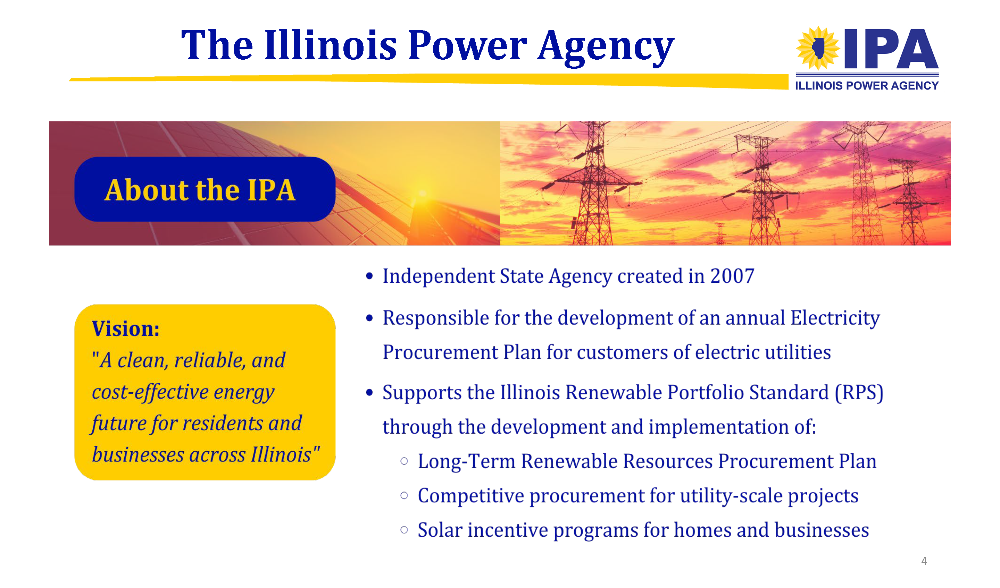 The Illinois Power Agency
IPA
ILLINOIS POWER AGENCY
About the IPA
Vision:
"A clean, reliable, and
cost-effective energy
future for residents and
businesses across Illinois"
• Independent State Agency created in 2007
• Responsible for the development of an annual Electricity
Procurement Plan for customers of electric utilities
• Supports the Illinois Renewable Portfolio Standard (RPS)
through the development and implementation of:
○ Long-Term Renewable Resources Procurement Plan
○ Competitive procurement for utility-scale projects
○ Solar incentive programs for homes and businesses
4